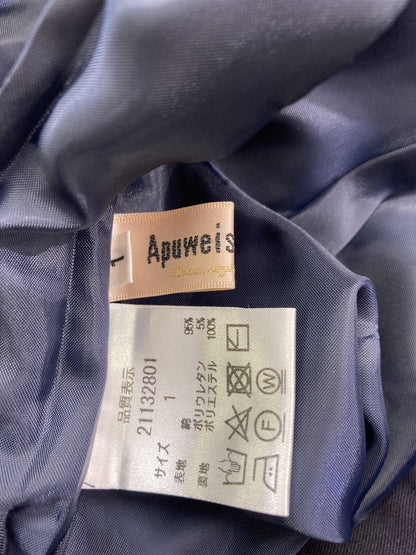 Apuweis
1
品質表示
21132801
サイズ 1
表地 綿 95%
ポリウレタン 5%
裏地 ポリエステル 100%
W
F